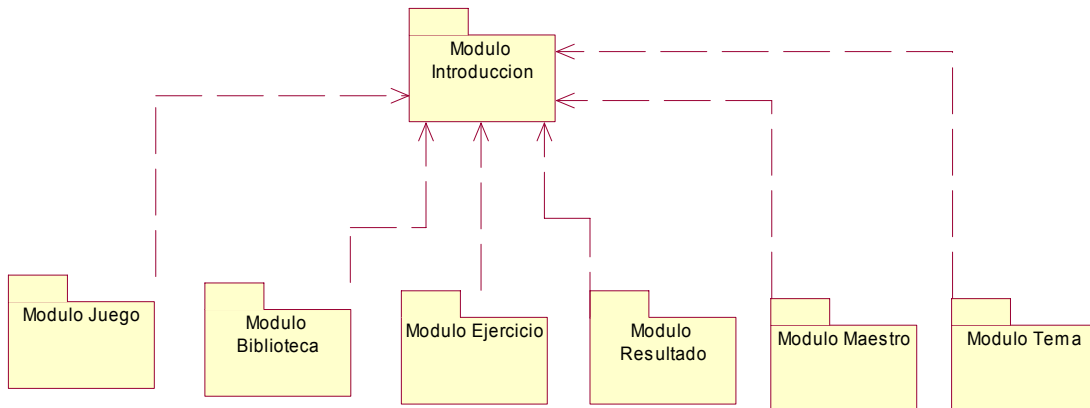 Modulo
Introduccion
Modulo Juego
Modulo
Biblioteca
Modulo Ejercicio
Modulo
Resultado
Modulo Maestro
Modulo Tema